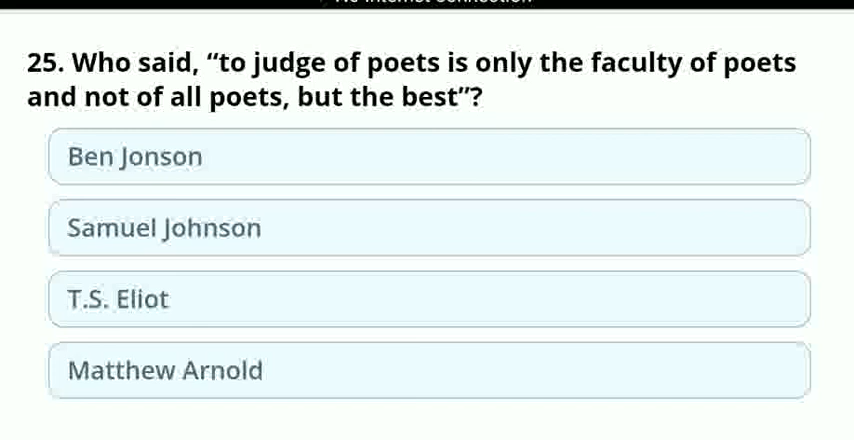 25. Who said, “to judge of poets is only the faculty of poets
and not of all poets, but the best”?
Ben Jonson
Samuel Johnson
T.S. Eliot
Matthew Arnold